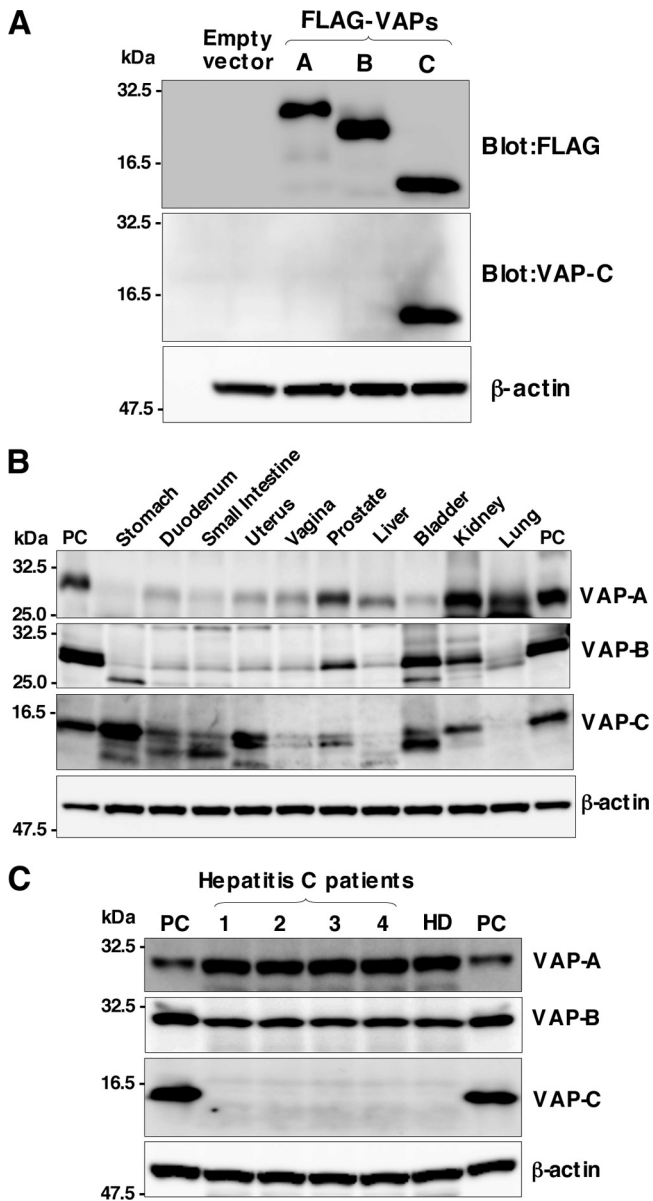 A
FLAG-VAPs
Empty
vector
A B C
kDa
32.5 -
16.5 -
Blot:FLAG
32.5 -
16.5 -
Blot:VAP-C
β-actin
47.5 -
B
kDa PC Stomach Duodenum Small Intestine Uterus Vagina Prostate Liver Bladder Kidney Lung PC
32.5 -
VAP-A
25.0 -
32.5 -
VAP-B
25.0 -
16.5 -
VAP-C
β-actin
47.5 -
C
Hepatitis C patients
kDa PC 1 2 3 4 HD PC
32.5 -
VAP-A
32.5 -
VAP-B
16.5 -
VAP-C
β-actin
47.5 -